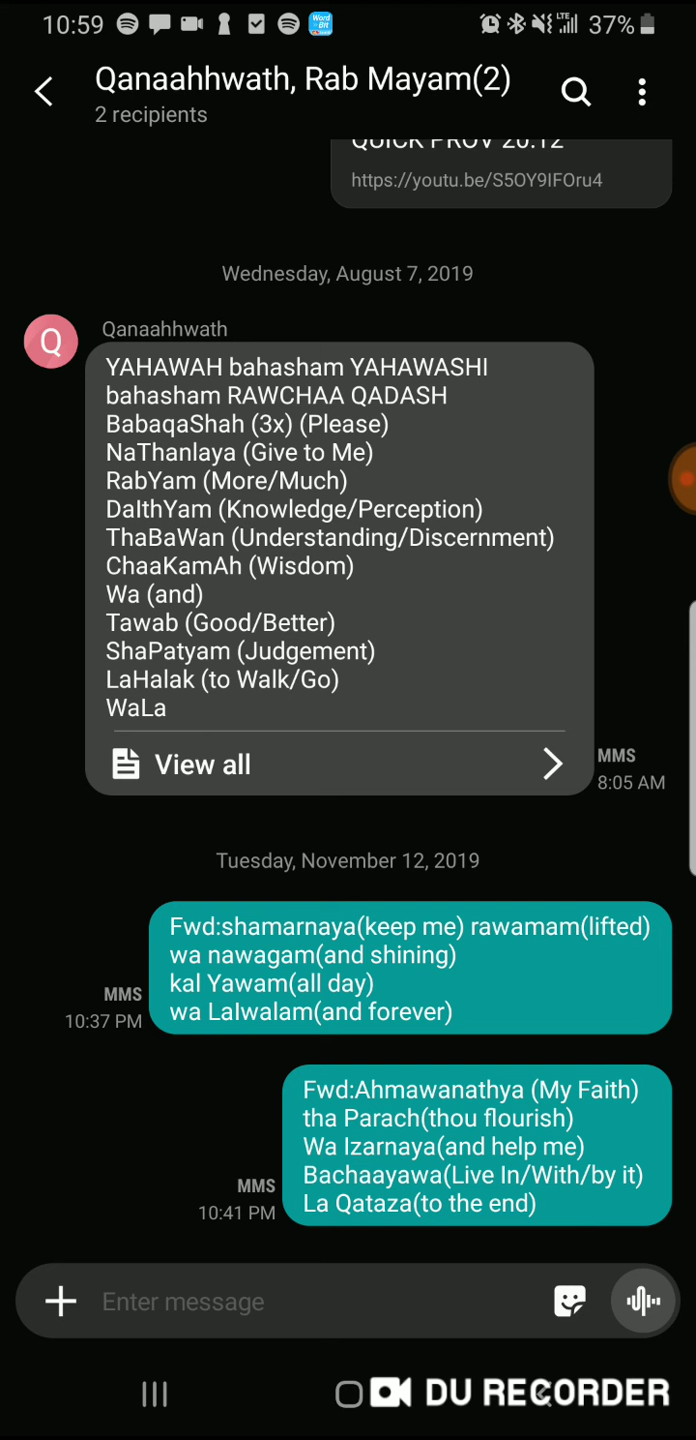 10:59
37%
Qanaahhwath, Rab Mayam(2)
2 recipients
QUICK PROV 20:12
https://youtu.be/S5OY9IFOru4
Wednesday, August 7, 2019
Q
Qanaahhwath
YAHAWAH bahasham YAHAWASHI
bahasham RAWCHAA QADASH
BabaqaShah (3x) (Please)
NaThanlaya (Give to Me)
RabYam (More/Much)
DaIthYam (Knowledge/Perception)
ThaBaWan (Understanding/Discernment)
ChaaKamAh (Wisdom)
Wa (and)
Tawab (Good/Better)
ShaPatyam (Judgement)
LaHalak (to Walk/Go)
WaLa
View all
MMS
8:05 AM
Tuesday, November 12, 2019
Fwd:shamarnaya(keep me) rawamam(lifted)
wa nawagam(and shining)
kal Yawam(all day)
wa Lalwalam(and forever)
MMS
10:37 PM
Fwd:Ahmawanathya (My Faith)
tha Parach(thou flourish)
Wa Izarnaya(and help me)
Bachaayawa(Live In/With/by it)
La Qataza(to the end)
MMS
10:41 PM
Enter message
DU RECORDER